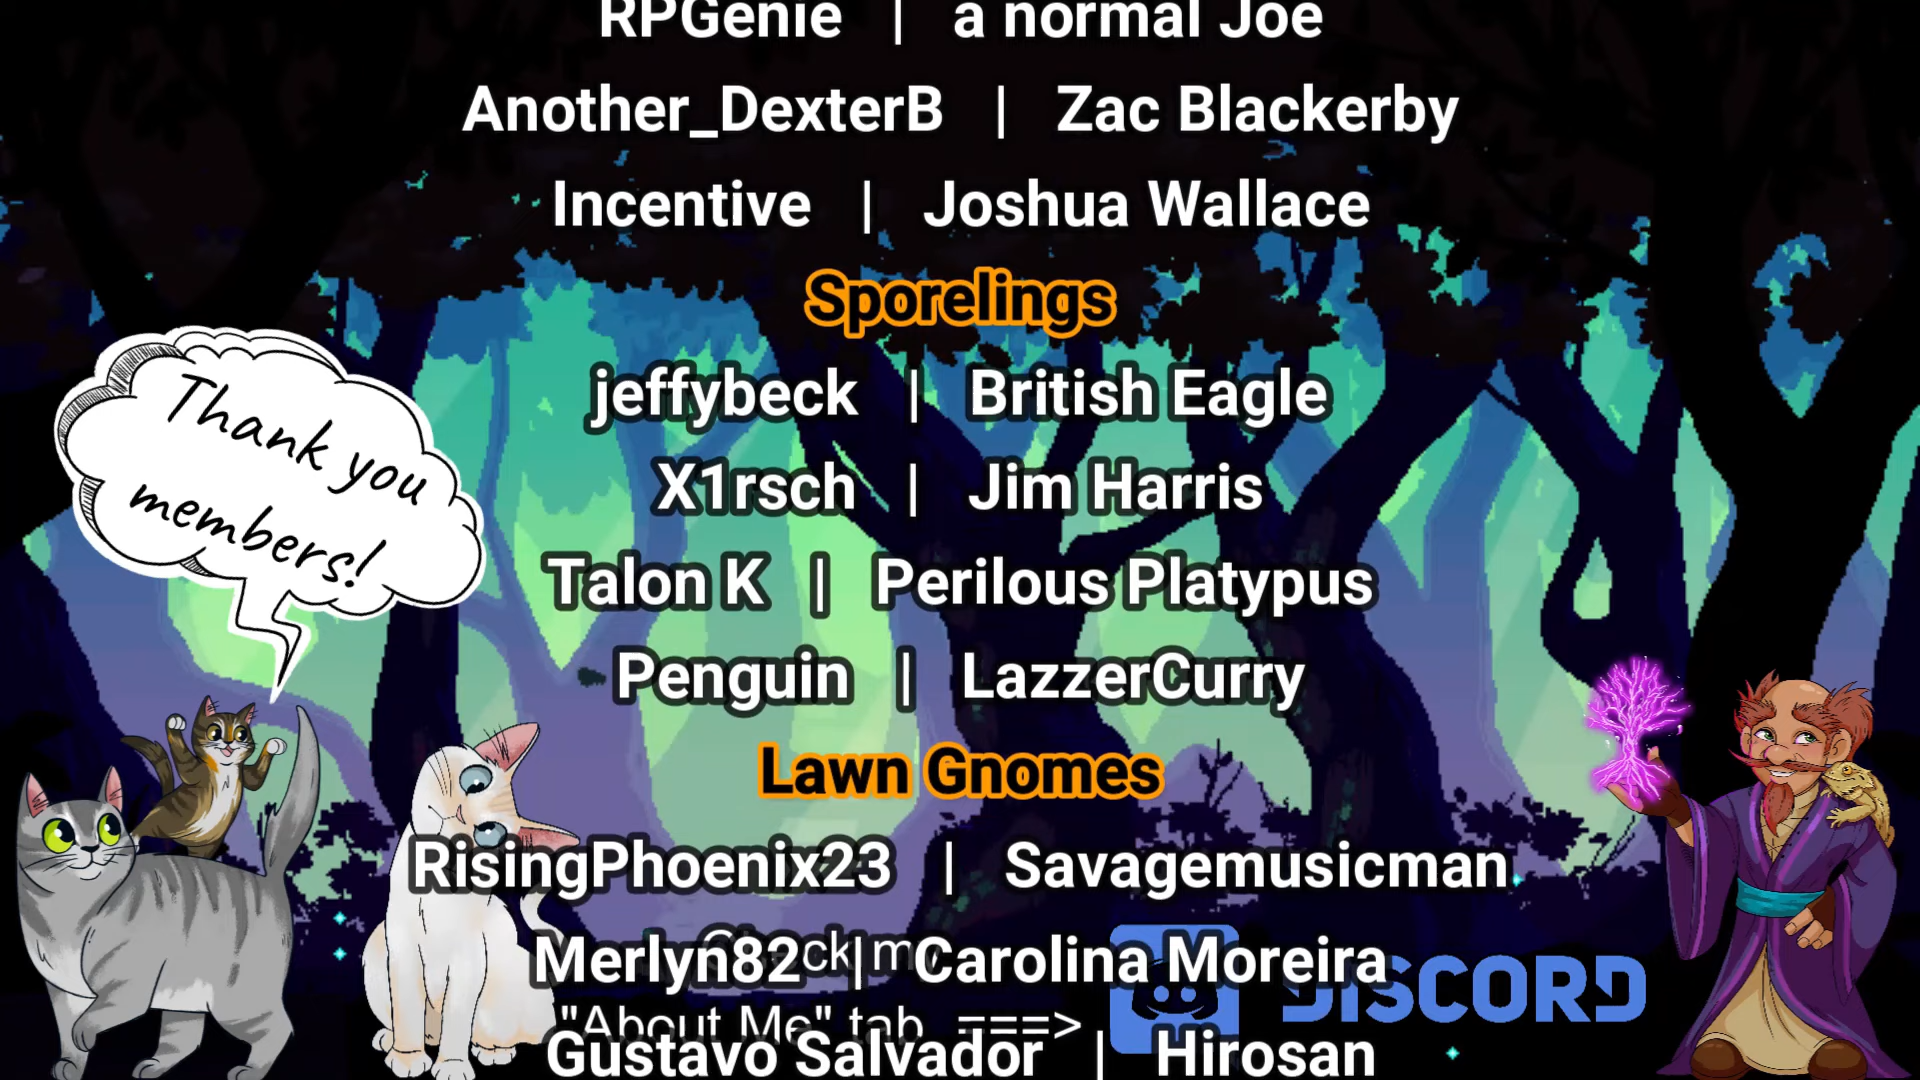 RPGenie | a normal Joe
Another_DexterB | Zac Blackerby
Incentive | Joshua Wallace
Sporelings
jeffybeck | British Eagle
X1rsch | Jim Harris
Talon K | Perilous Platypus
Penguin | LazzerCurry
Lawn Gnomes
RisingPhoenix23 | Savagemusicman
Merlyn82 | Carolina Moreira
Gustavo Salvador | Hirosan
Thank you
members!
"About Me" tab ===>
DISCORD